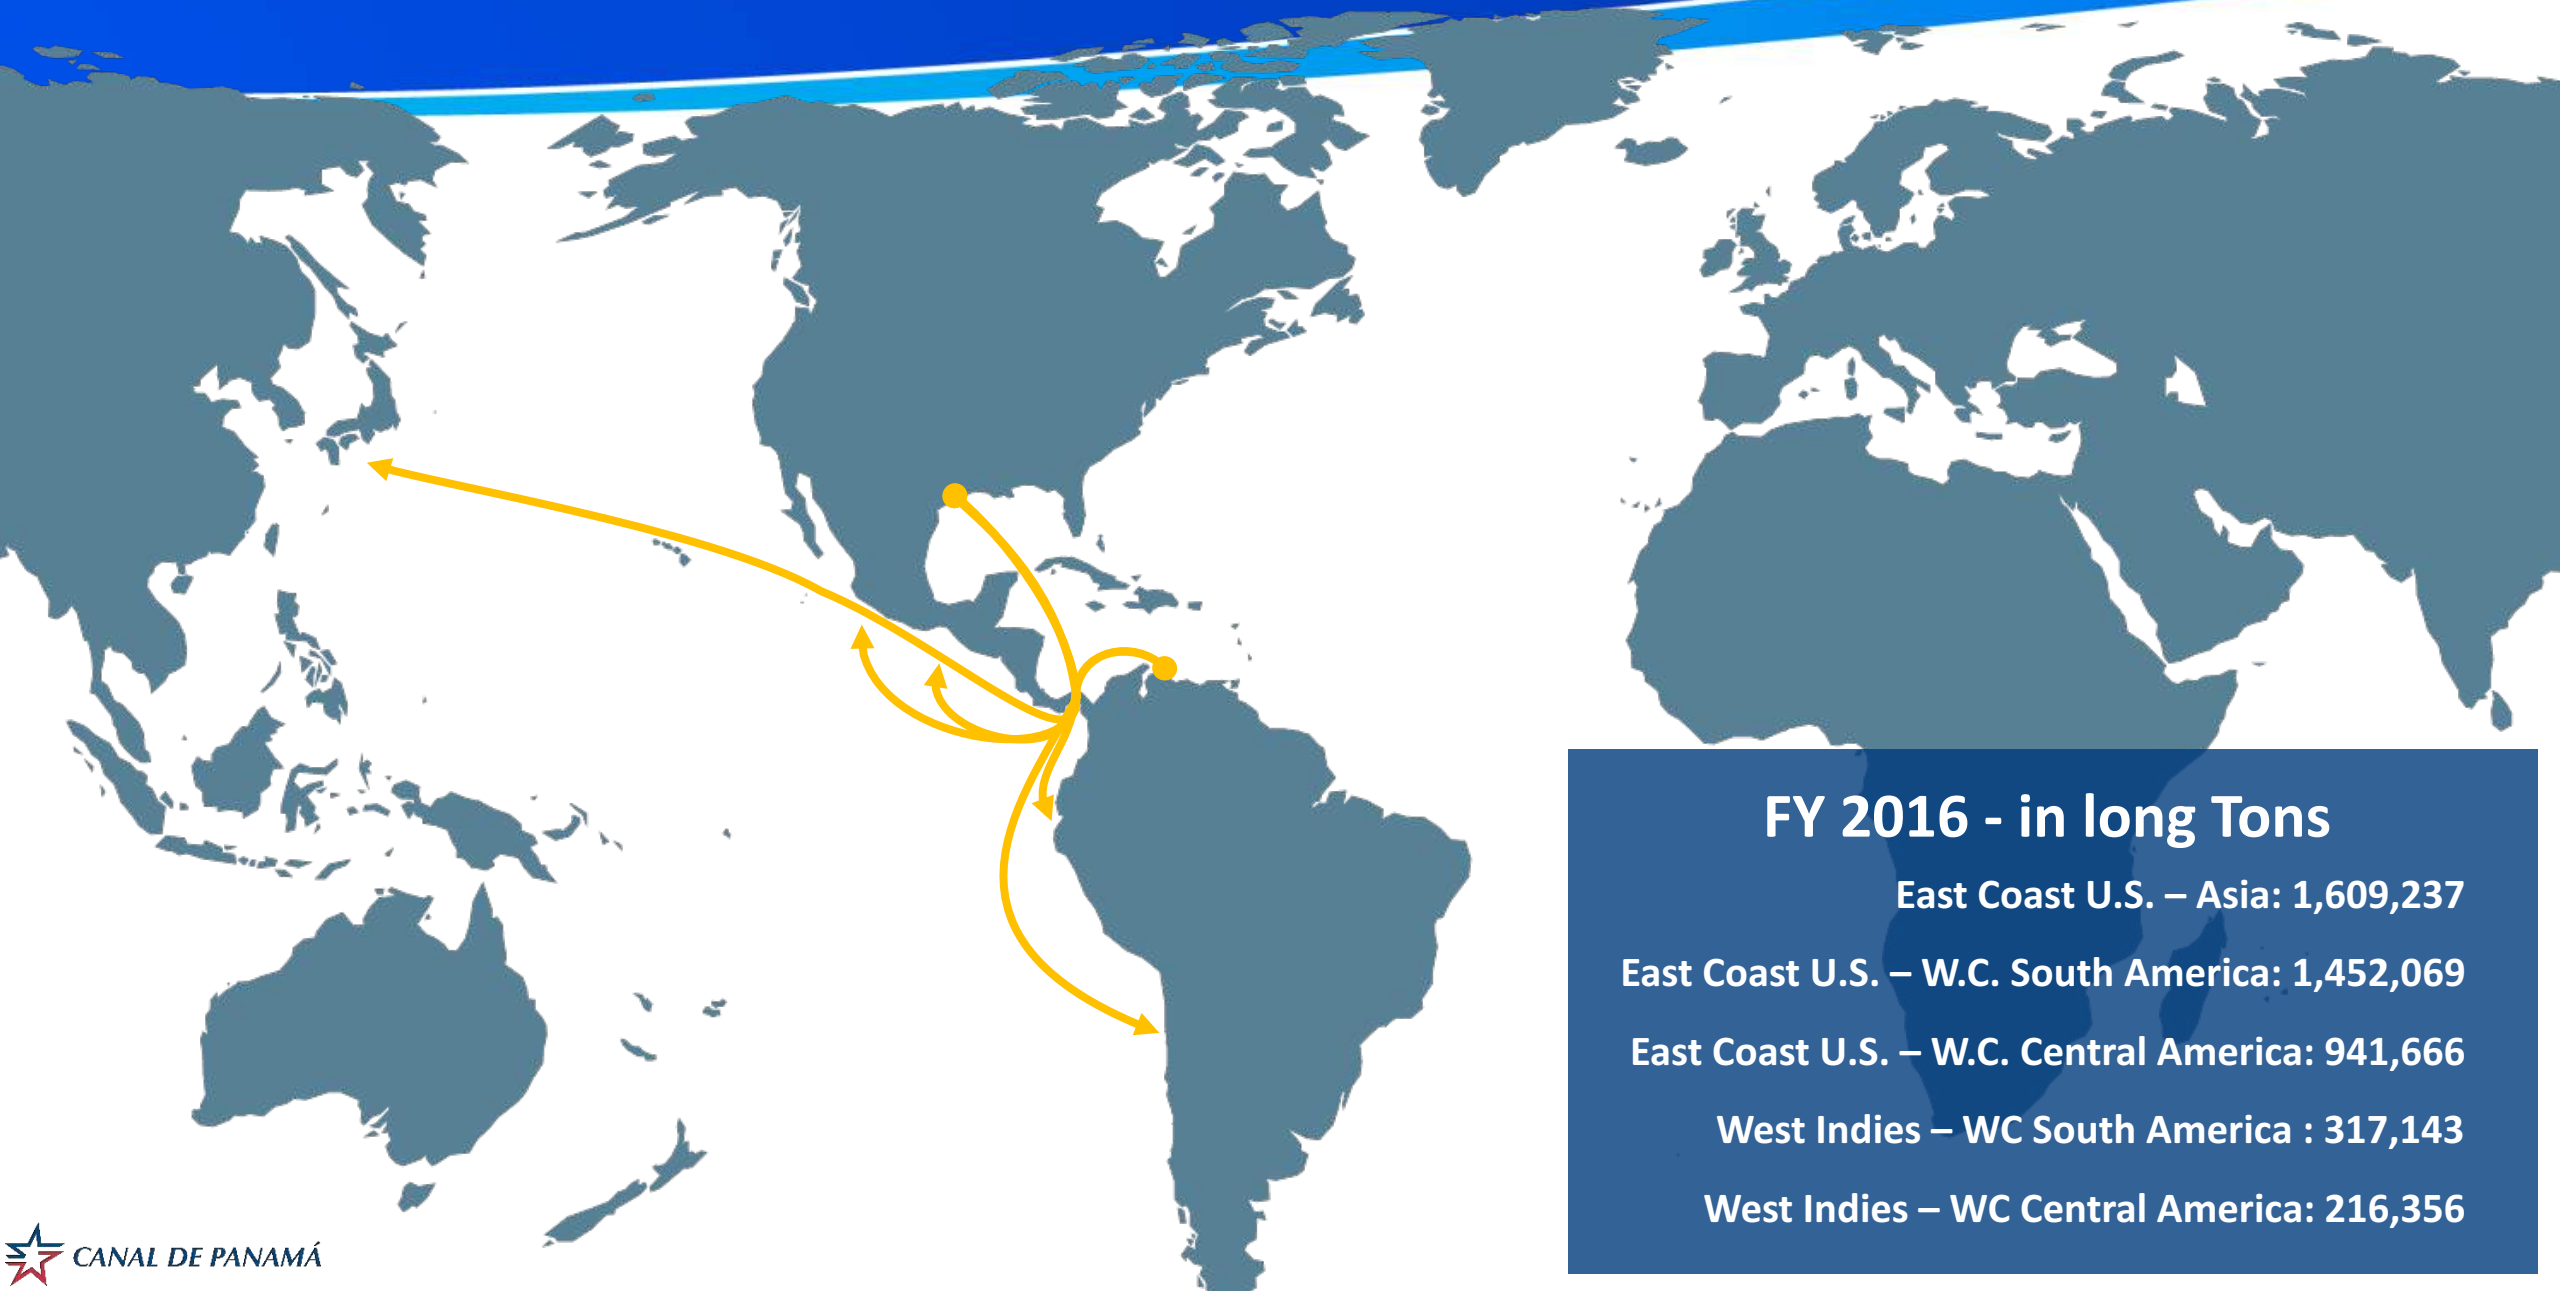 FY 2016 - in long Tons
East Coast U.S. – Asia: 1,609,237
East Coast U.S. – W.C. South America: 1,452,069
East Coast U.S. – W.C. Central America: 941,666
West Indies – WC South America : 317,143
West Indies – WC Central America: 216,356
CANAL DE PANAMÁ